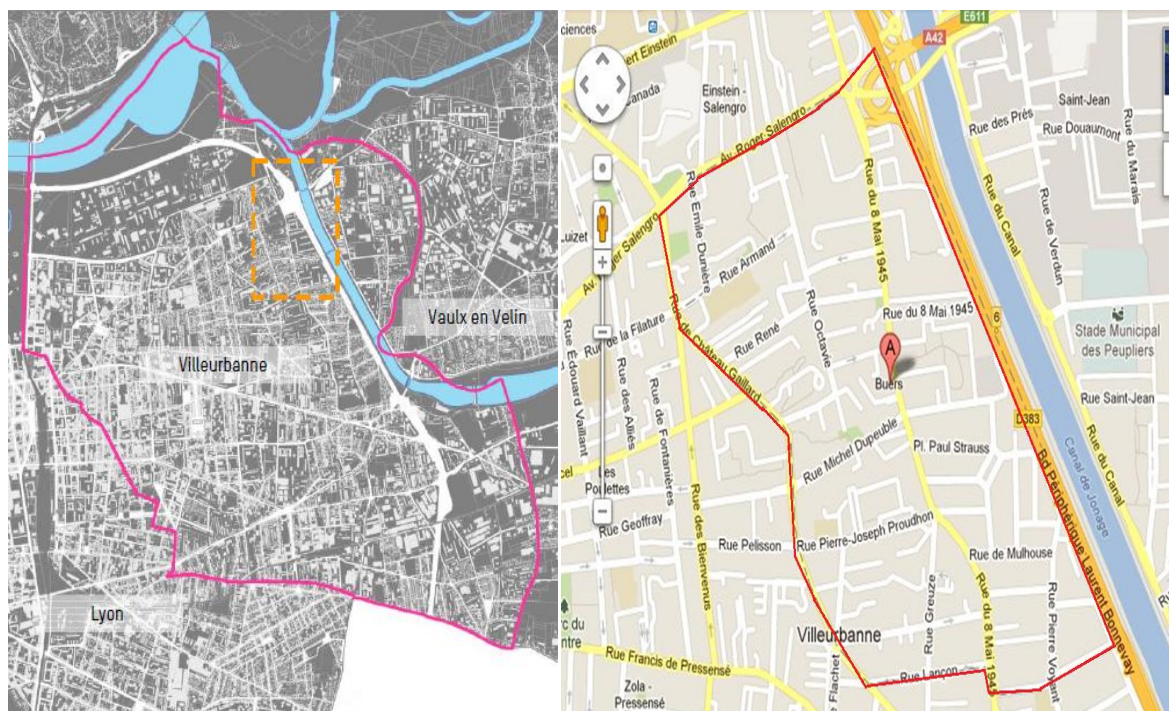 Vaulx en Velin
Villeurbanne
Lyon
E611
A42
Einstein -
Salengro
Canada
Av. Roger Salengro
Saint-Jean
Rue des Prés
Rue Douaumont
Rue du Marais
Rue du 8 Mai 1945
Rue du Canal
Rue de Verdun
Rue Emile Dunière
Av. Roger Salengro
Rue Armand
Rue du 8 Mai 1945
6
Stade Municipal
des Peupliers
Rue de la Filature
Rue de Château Gaillard
Rue René
Rue Octavie
A
Buers
Rue Édouard Vaillant
Rue des Alliés
Rue de Fontanières
Rue Saint-Jean
D383
Rue Michel Dupeuble
Pl. Paul Strauss
Canal de Jonage
Rue du Canal
Bd Périphérique Laurent Bonnevay
Les
Poulettes
Rue Geoffray
Rue des Bienvenus
Rue Pelisson
Rue Pierre-Joseph Proudhon
Rue de Mulhouse
Rue Greuze
Rue du 8 Mai 1945
Rue Pierre Voyant
Villeurbanne
Rue Francis de Pressensé
Rue Lançon
Zola -
Pressensé